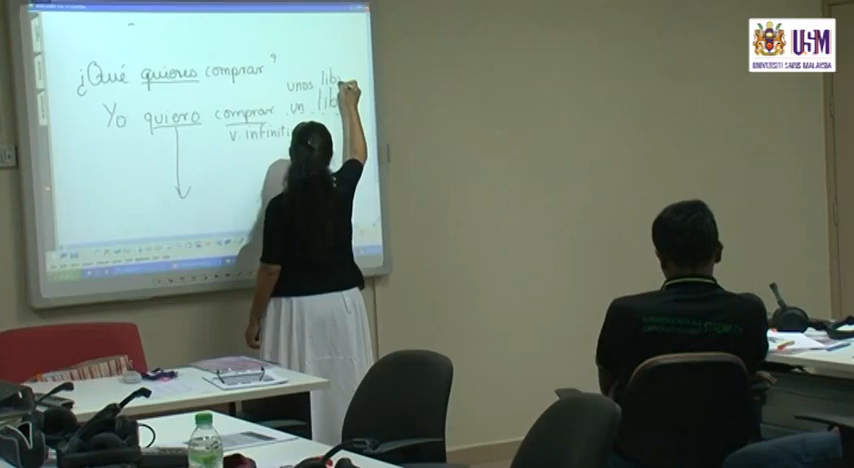 ¿Qué quieres comprar?
unos lib
Yo quiero comprar un lib
v. infiniti
USM
UNIVERSITI SAINS MALAYSIA